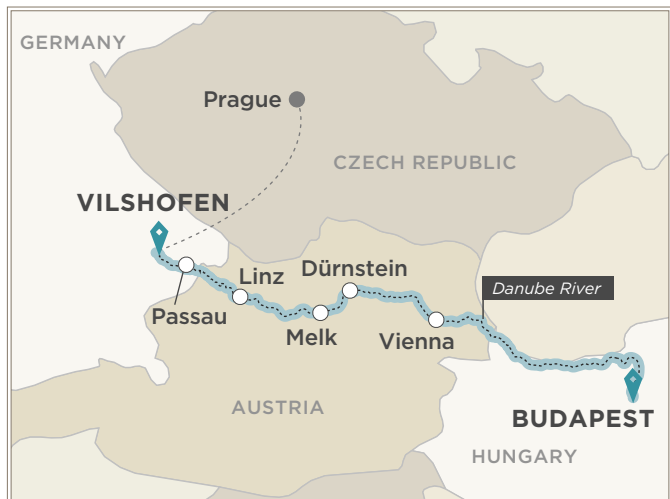 GERMANY
Prague
CZECH REPUBLIC
VILSHOFEN
Linz
Dürnstein
Danube River
Passau
Melk
Vienna
AUSTRIA
BUDAPEST
HUNGARY